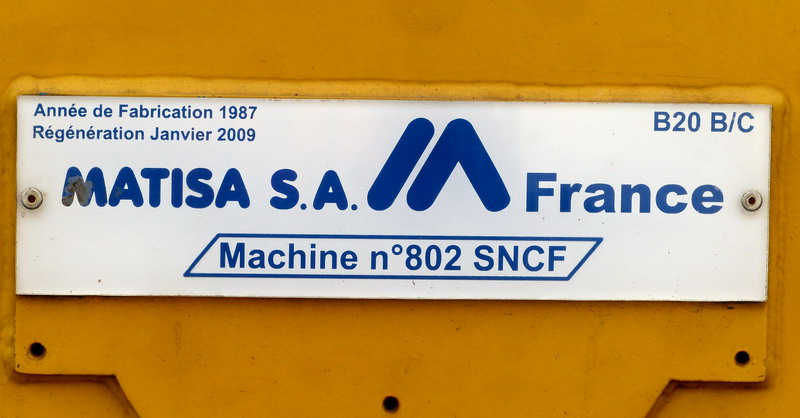 Année de Fabrication 1987
Régénération Janvier 2009
B20 B/C
MATISA S.A. France
Machine n°802 SNCF